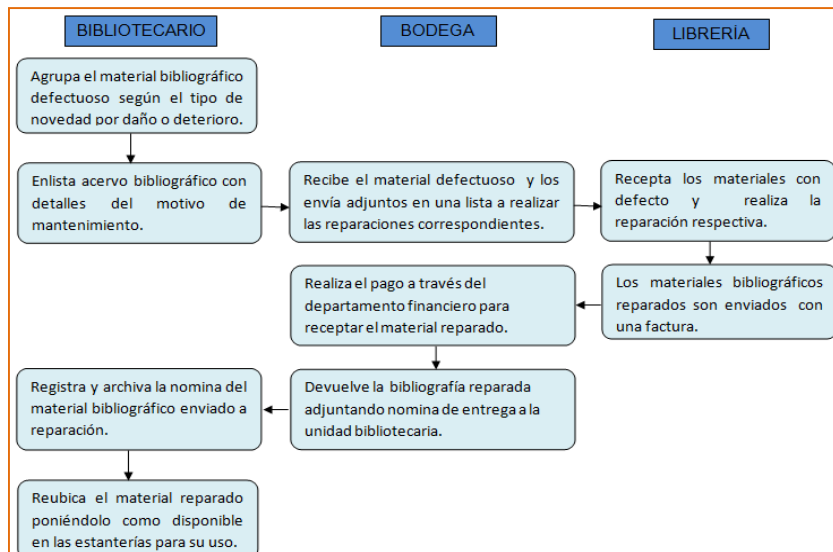 BIBLIOTECARIO
BODEGA
LIBRERÍA
Agrupa el material bibliográfico
defectuoso según el tipo de
novedad por daño o deterioro.
Enlista acervo bibliográfico con
detalles del motivo de
mantenimiento.
Recibe el material defectuoso y los
envía adjuntos en una lista a realizar
las reparaciones correspondientes.
Recepta los materiales con
defecto y realiza la
reparación respectiva.
Los materiales bibliográficos
reparados son enviados con
una factura.
Realiza el pago a través del
departamento financiero para
receptar el material reparado.
Devuelve la bibliografía reparada
adjuntando nomina de entrega a la
unidad bibliotecaria.
Registra y archiva la nomina del
material bibliográfico enviado a
reparación.
Reubica el material reparado
poniéndolo como disponible
en las estanterías para su uso.